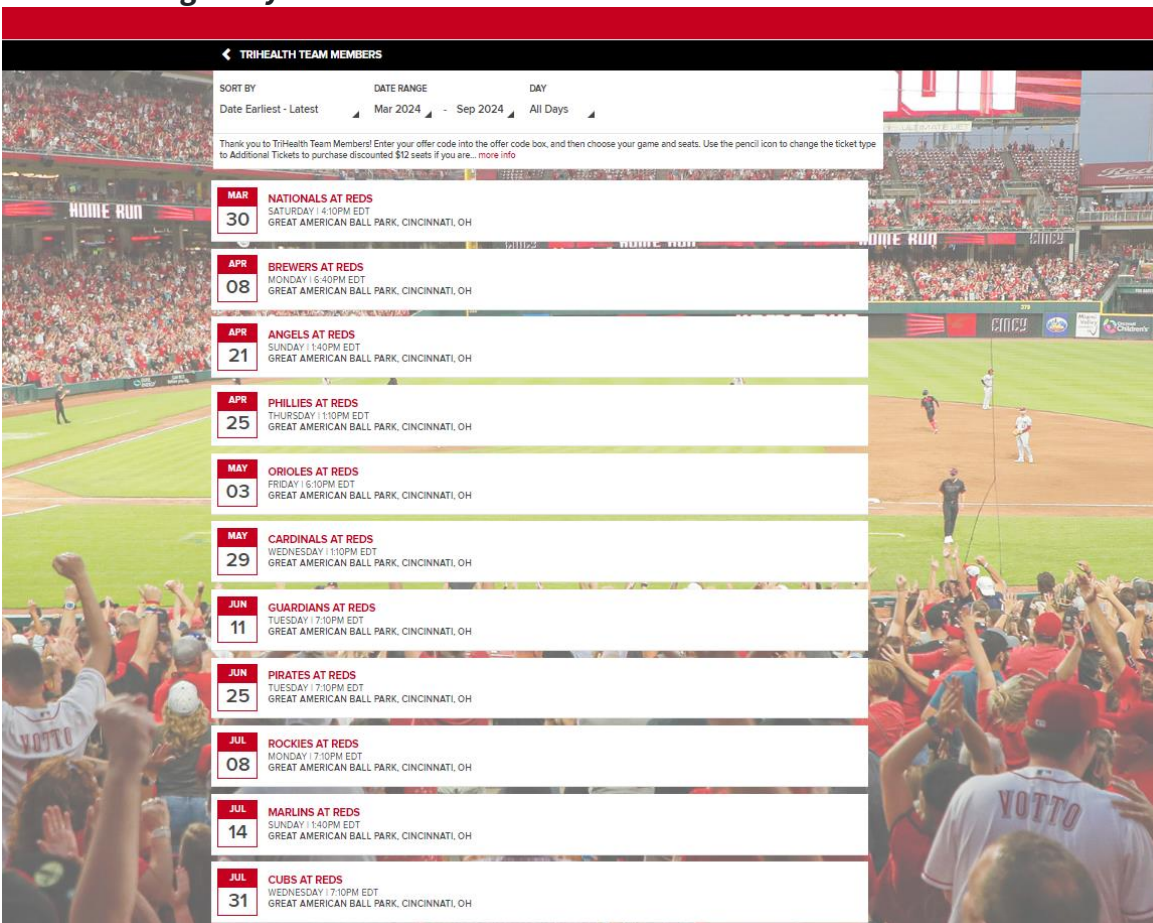 TRIHEALTH TEAM MEMBERS
SORT BY DATE RANGE DAY
Date Earliest - Latest Mar 2024 - Sep 2024 All Days
Thank you to TriHealth Team Members! Enter your offer code into the offer code box, and then choose your game and seats. Use the pencil icon to change the ticket type
to Additional Tickets to purchase discounted $12 seats if you are... more info
HOME RUN
MAR
30
NATIONALS AT REDS
SATURDAY | 4:10PM EDT
GREAT AMERICAN BALL PARK, CINCINNATI, OH
HOME RUN
CINCY
APR
08
BREWERS AT REDS
MONDAY | 6:40PM EDT
GREAT AMERICAN BALL PARK, CINCINNATI, OH
379
CINCY
Children's
APR
21
ANGELS AT REDS
SUNDAY | 1:40PM EDT
GREAT AMERICAN BALL PARK, CINCINNATI, OH
APR
25
PHILLIES AT REDS
THURSDAY | 1:10PM EDT
GREAT AMERICAN BALL PARK, CINCINNATI, OH
MAY
03
ORIOLES AT REDS
FRIDAY | 6:10PM EDT
GREAT AMERICAN BALL PARK, CINCINNATI, OH
MAY
29
CARDINALS AT REDS
WEDNESDAY | 1:10PM EDT
GREAT AMERICAN BALL PARK, CINCINNATI, OH
JUN
11
GUARDIANS AT REDS
TUESDAY | 7:10PM EDT
GREAT AMERICAN BALL PARK, CINCINNATI, OH
JUN
25
PIRATES AT REDS
TUESDAY | 7:10PM EDT
GREAT AMERICAN BALL PARK, CINCINNATI, OH
VOTTO
JUL
08
ROCKIES AT REDS
MONDAY | 7:10PM EDT
GREAT AMERICAN BALL PARK, CINCINNATI, OH
JUL
14
MARLINS AT REDS
SUNDAY | 1:40PM EDT
GREAT AMERICAN BALL PARK, CINCINNATI, OH
VOTTO
JUL
31
CUBS AT REDS
WEDNESDAY | 7:10PM EDT
GREAT AMERICAN BALL PARK, CINCINNATI, OH